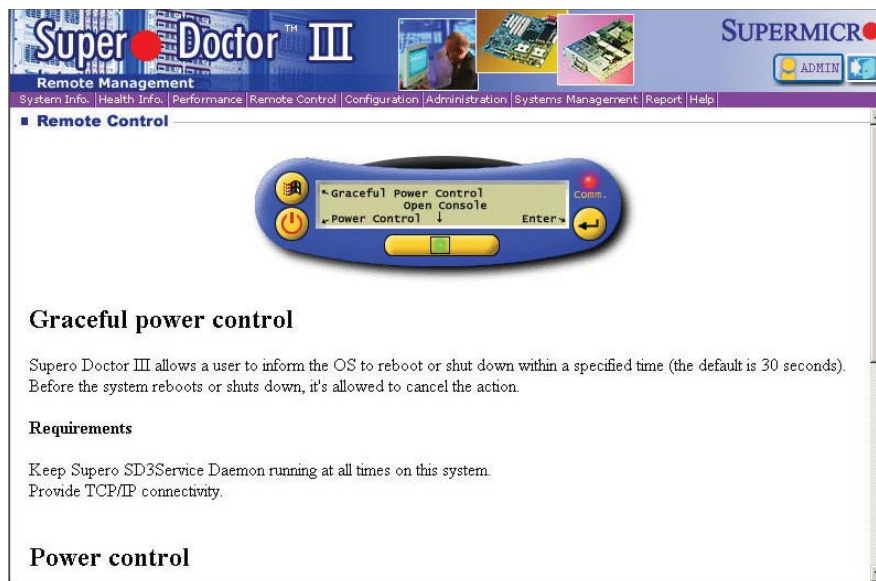 Super Doctor™ III
SUPERMICR
Remote Management
ADMIN
System Info. Health Info. Performance Remote Control Configuration Administration Systems Management Report Help
Remote Control
Graceful Power Control
Open Console
Power Control
Enter
Comm.
Graceful power control
Supero Doctor III allows a user to inform the OS to reboot or shut down within a specified time (the default is 30 seconds).
Before the system reboots or shuts down, it's allowed to cancel the action.
Requirements
Keep Supero SD3Service Daemon running at all times on this system.
Provide TCP/IP connectivity.
Power control